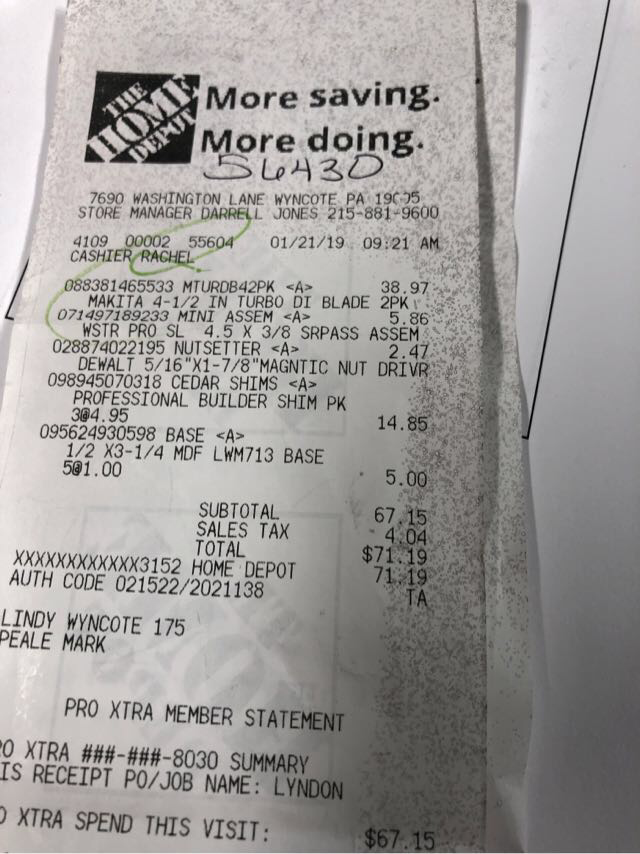 THE HOME DEPOT
More saving.
More doing.
56430
7690 WASHINGTON LANE WYNCOTE PA
STORE MANAGER DARRELL JONES 215-881-9600
4109 00002 55604 01/21/19 09:21 AM
CASHIER RACHEL
088381465533 MTURDB42PK <A> 38.97
MAKITA 4-1/2 IN TURBO DI BLADE 2PK
071497189233 MINI ASSEM <A> 5.86
WSTR PRO SL 4.5 X 3/8 SRPASS ASSEM
028874022195 NUTSETTER <A> 2.47
DEWALT 5/16"X1-7/8"MAGNTIC NUT DRIVR
098945070318 CEDAR SHIMS <A>
PROFESSIONAL BUILDER SHIM PK
3@4.95 14.85
095624930598 BASE <A>
1/2 X3-1/4 MDF LWM713 BASE
5@1.00 5.00
SUBTOTAL 67.15
SALES TAX 4.04
TOTAL $71.19
XXXXXXXXXXXX3152 HOME DEPOT 71.19
AUTH CODE 021522/2021138 TA
LINDY WYNCOTE 175
PEALE MARK
PRO XTRA MEMBER STATEMENT
RO XTRA ###-###-8030 SUMMARY
IS RECEIPT PO/JOB NAME: LYNDON
O XTRA SPEND THIS VISIT: $67.15